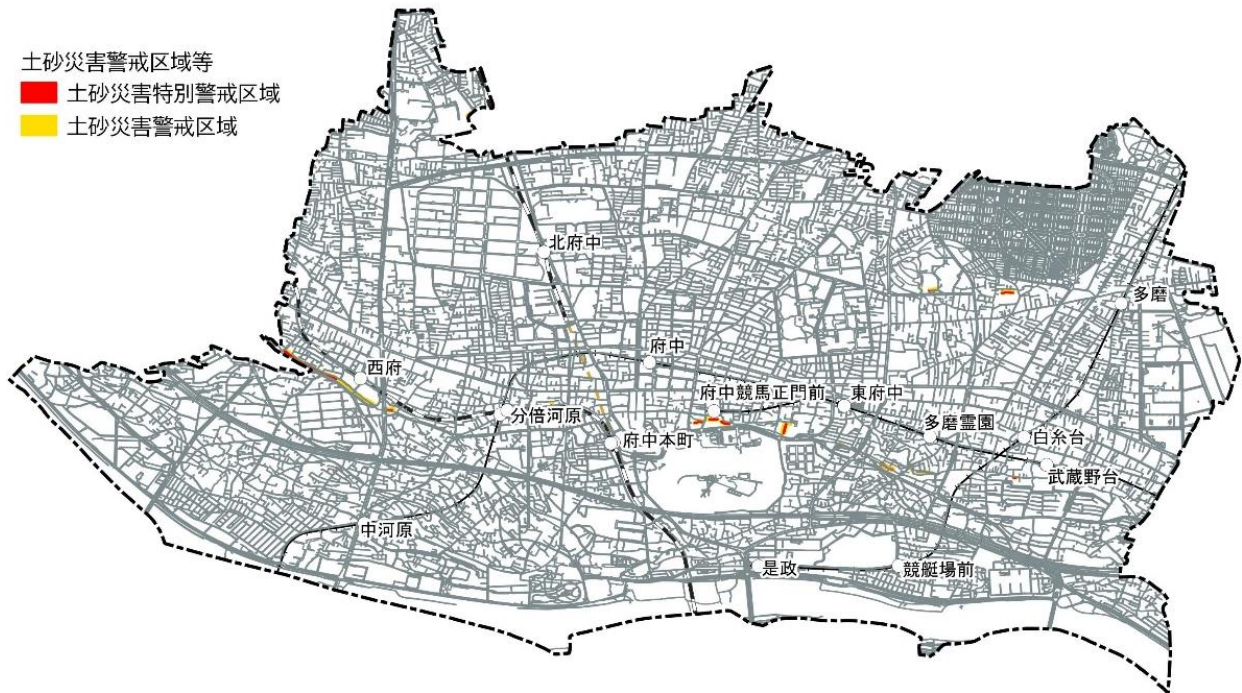 土砂災害警戒区域等
土砂災害特別警戒区域
土砂災害警戒区域
北府中
多磨
府中
西府
府中競馬正門前
東府中
分倍河原
多磨霊園
府中本町
白糸台
武蔵野台
中河原
是政
競艇場前